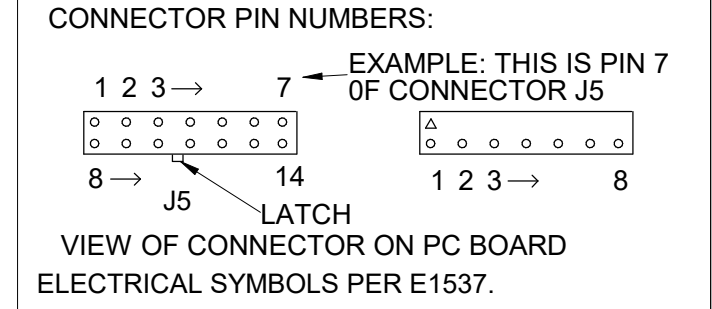 CONNECTOR PIN NUMBERS:
EXAMPLE: THIS IS PIN 7
0F CONNECTOR J5
1 2 3 → 7
8 → 14
J5
LATCH
1 2 3 → 8
VIEW OF CONNECTOR ON PC BOARD
ELECTRICAL SYMBOLS PER E1537.